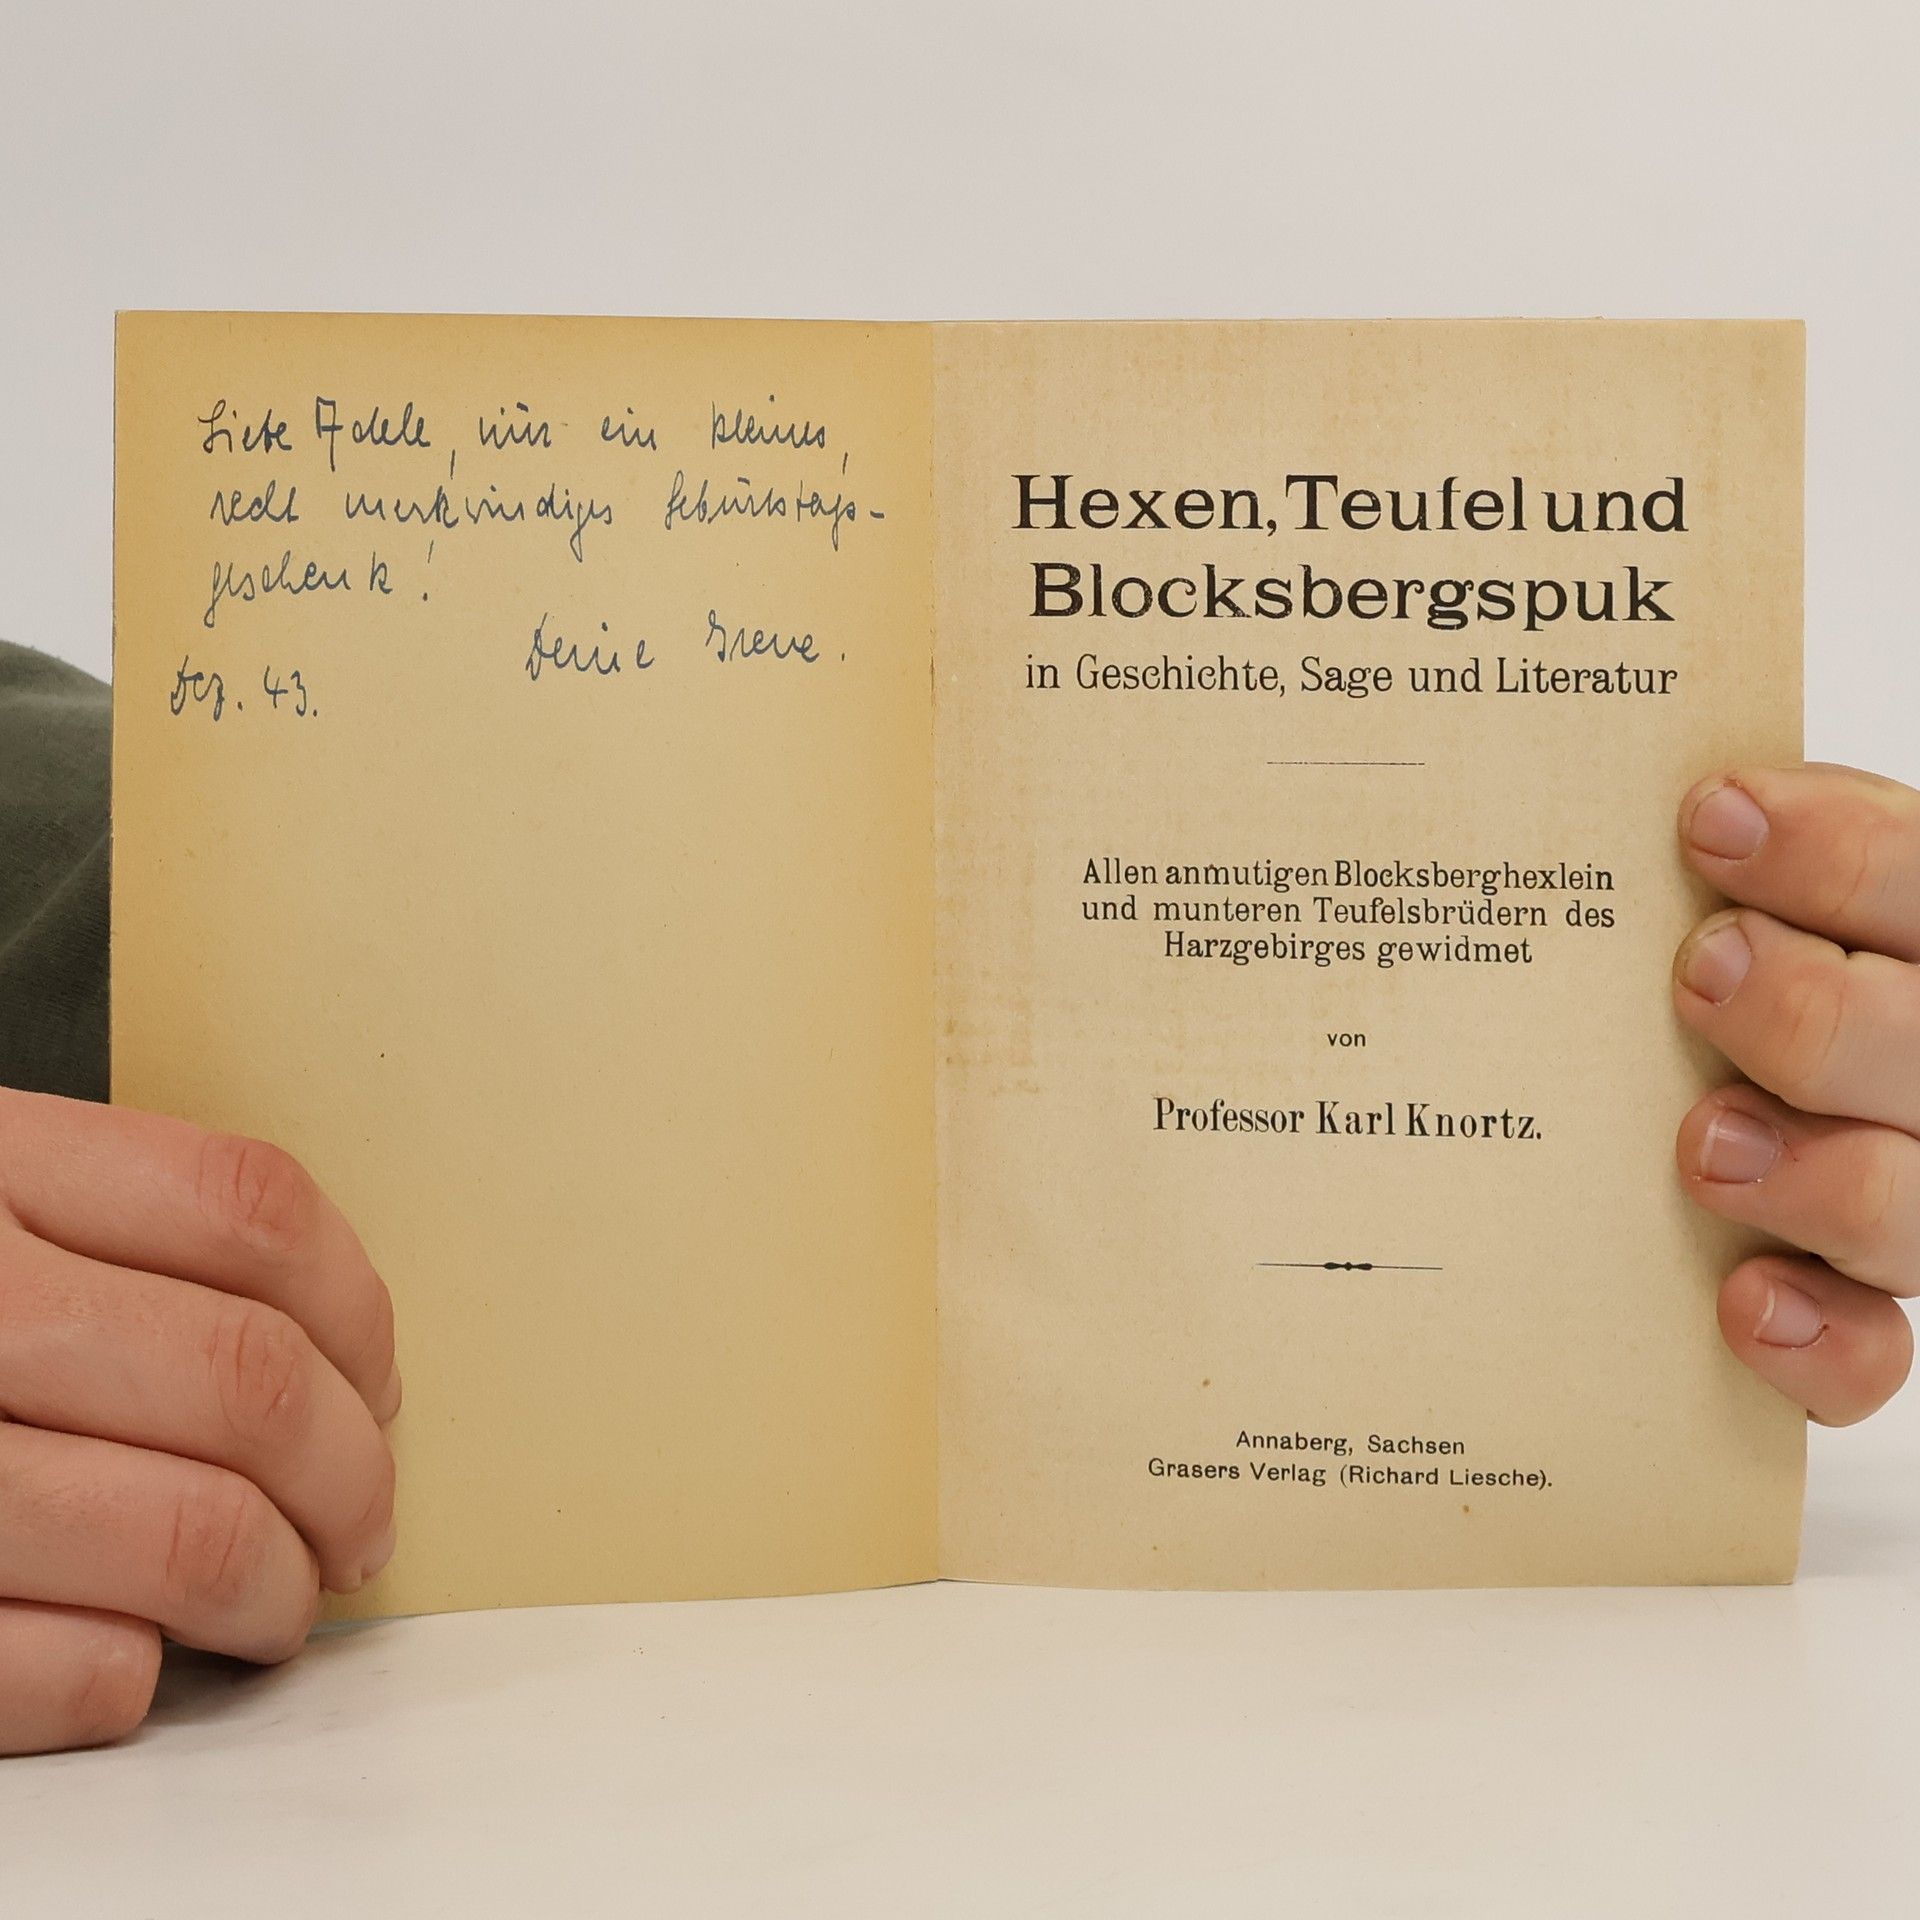 Liebe Adele, nur ein kleines,
recht merkwürdiges Geburtstags-
geschenk!
Deine
Dez. 43.
Hexen, Teufel und
Blocksbergspuk
in Geschichte, Sage und Literatur
Allen anmutigen Blocksberghexlein
und munteren Teufelsbrüdern des
Harzgebirges gewidmet
von
Professor Karl Knortz.
Annaberg, Sachsen
Grasers Verlag (Richard Liesche).